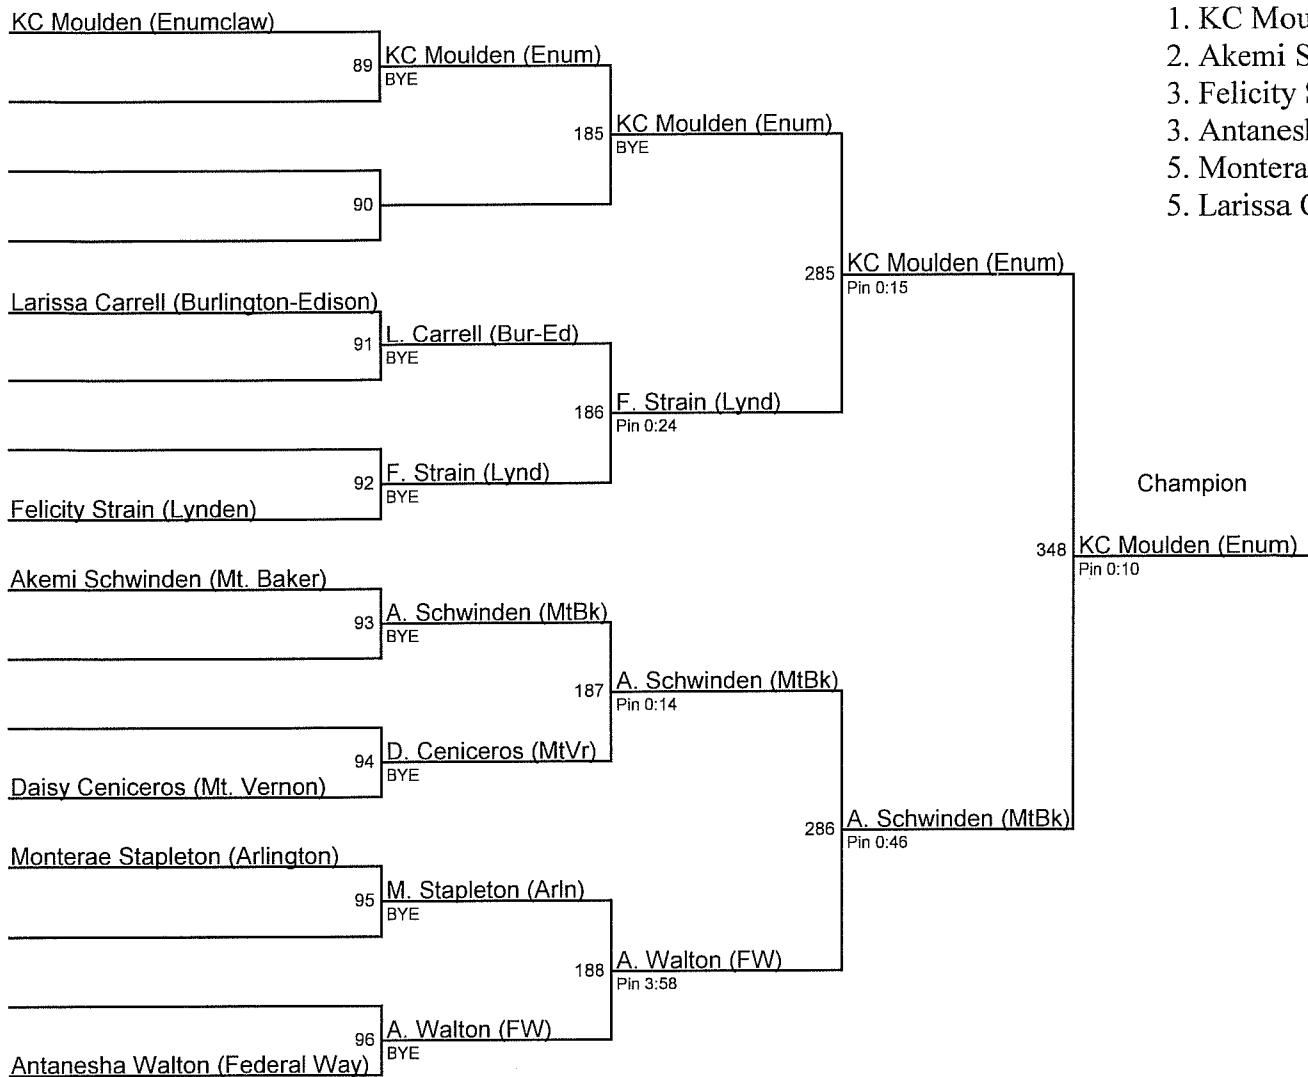 KC Moulden (Enumclaw)
89 KC Moulden (Enum)
BYE
185 KC Moulden (Enum)
BYE
90
285 KC Moulden (Enum)
Pin 0:15
Larissa Carrell (Burlington-Edison)
91 L. Carrell (Bur-Ed)
BYE
186 F. Strain (Lynd)
Pin 0:24
92 F. Strain (Lynd)
BYE
Felicity Strain (Lynden)
Champion
348 KC Moulden (Enum)
Pin 0:10
Akemi Schwinden (Mt. Baker)
93 A. Schwinden (MtBk)
BYE
187 A. Schwinden (MtBk)
Pin 0:14
94 D. Ceniceros (MtVr)
BYE
Daisy Ceniceros (Mt. Vernon)
286 A. Schwinden (MtBk)
Pin 0:46
Monterae Stapleton (Arlington)
95 M. Stapleton (Arln)
BYE
188 A. Walton (FW)
Pin 3:58
96 A. Walton (FW)
BYE
Antanesha Walton (Federal Way)
1. KC Mou
2. Akemi S
3. Felicity
3. Antanesh
5. Montera
5. Larissa C